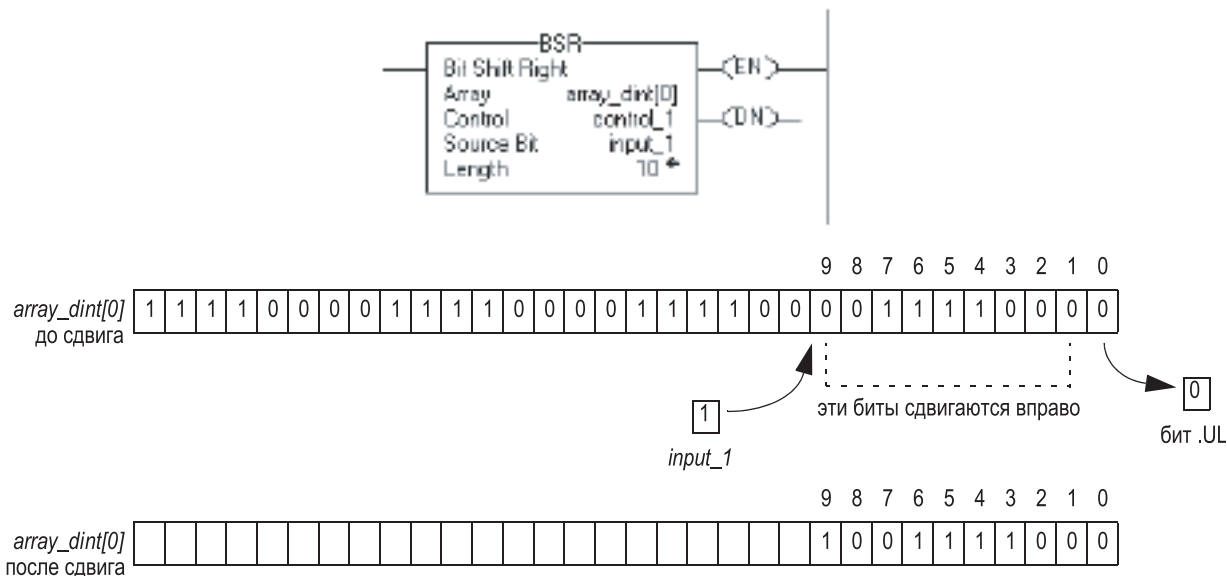 BSR
Bit Shift Right
Array array_dint[0]
(EN)
Control control_1
(DN)
Source Bit input_1
Length 10
9 8 7 6 5 4 3 2 1 0
array_dint[0] 1 1 1 1 0 0 0 0 1 1 1 1 0 0 0 0 1 1 1 1 0 0 0 0 1 1 1 1 0 0 0 0
до сдвига
эти биты сдвигаются вправо
1
0
input_1
бит .UL
9 8 7 6 5 4 3 2 1 0
array_dint[0] 1 0 0 1 1 1 1 0 0 0
после сдвига